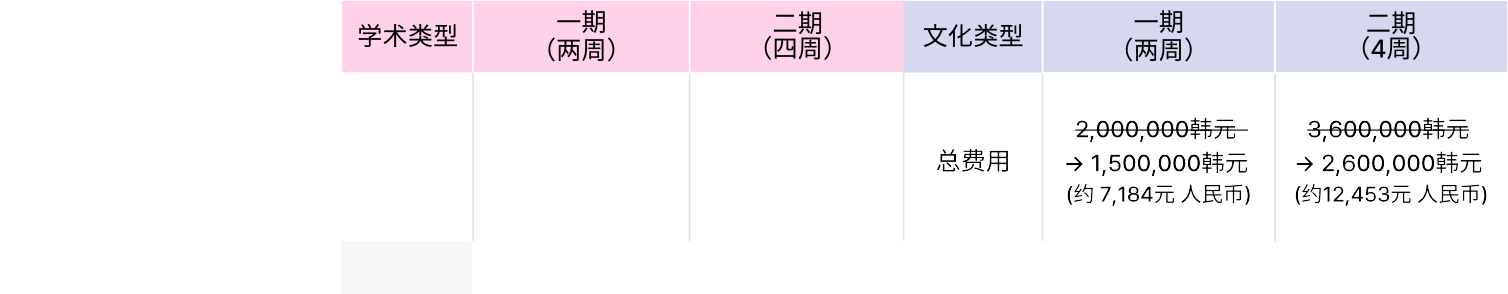 学术类型
一期
（两周）
二期
（四周）
文化类型
一期
（两周）
二期
（4周）
总费用
2,000,000韩元
→ 1,500,000韩元
(约 7,184元 人民币)
3,600,000韩元
→ 2,600,000韩元
(约12,453元 人民币)